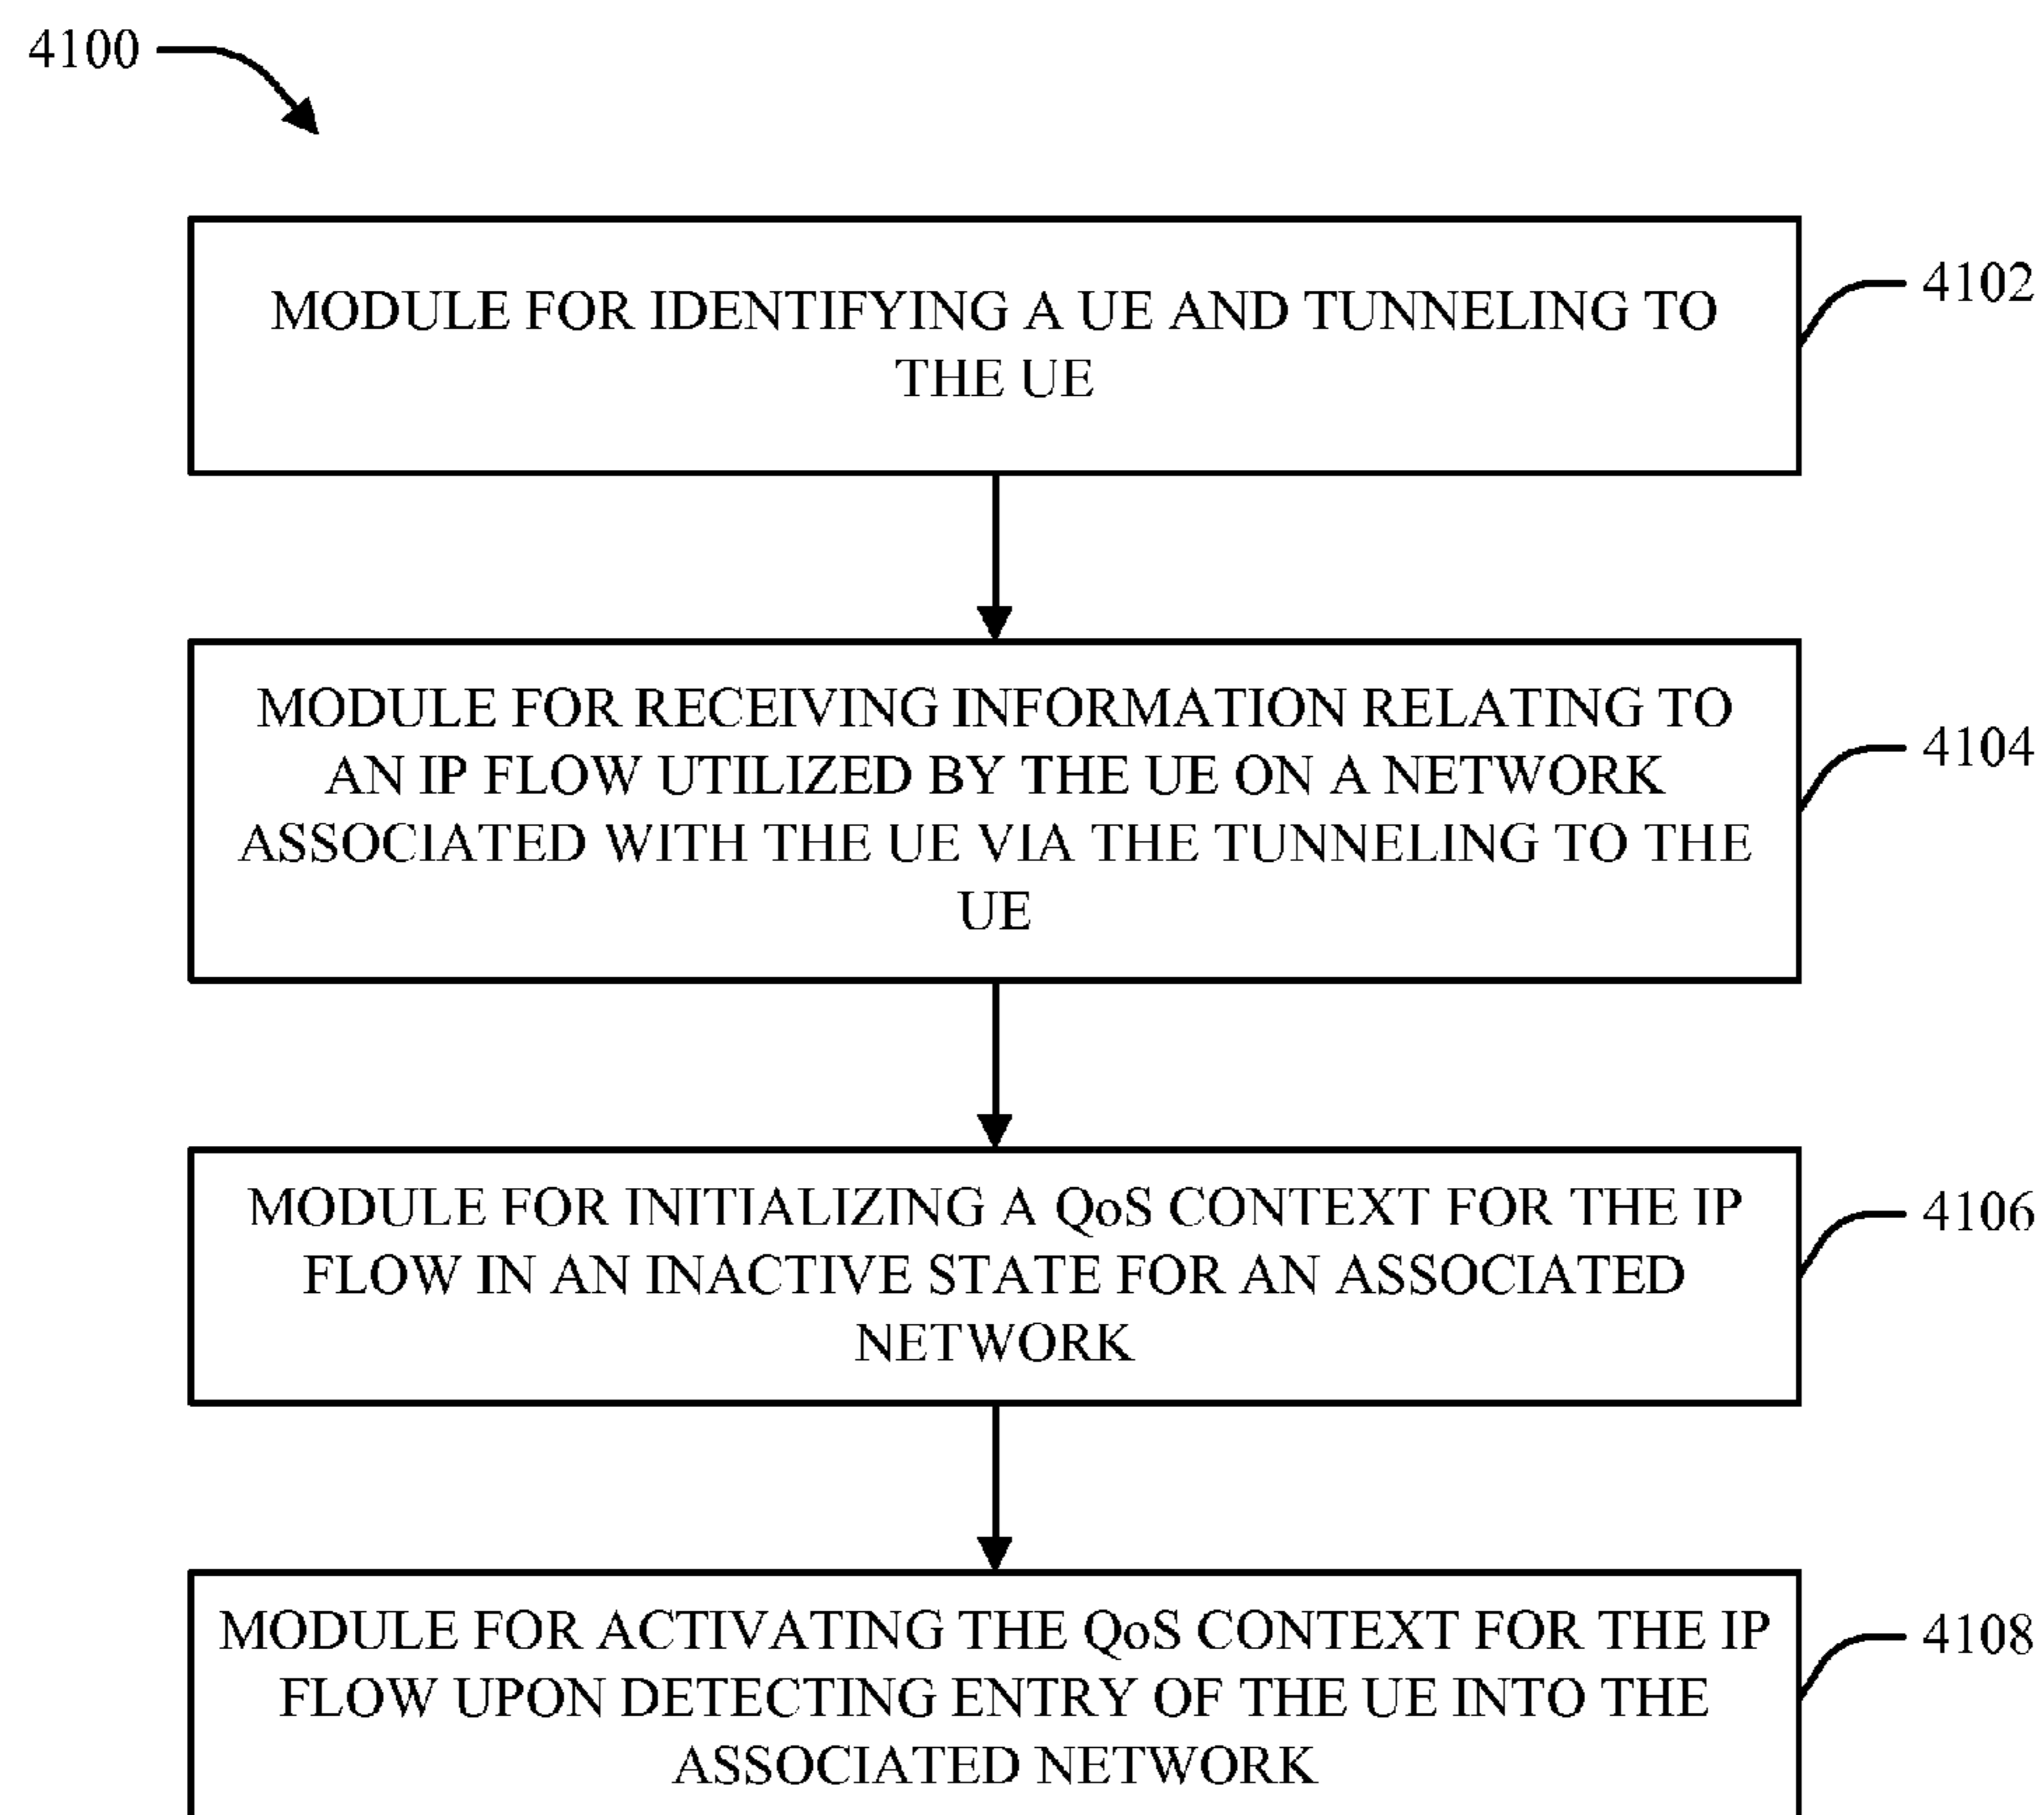 4100
MODULE FOR IDENTIFYING A UE AND TUNNELING TO
THE UE
4102
MODULE FOR RECEIVING INFORMATION RELATING TO
AN IP FLOW UTILIZED BY THE UE ON A NETWORK
ASSOCIATED WITH THE UE VIA THE TUNNELING TO THE
UE
4104
MODULE FOR INITIALIZING A QoS CONTEXT FOR THE IP
FLOW IN AN INACTIVE STATE FOR AN ASSOCIATED
NETWORK
4106
MODULE FOR ACTIVATING THE QoS CONTEXT FOR THE IP
FLOW UPON DETECTING ENTRY OF THE UE INTO THE
ASSOCIATED NETWORK
4108